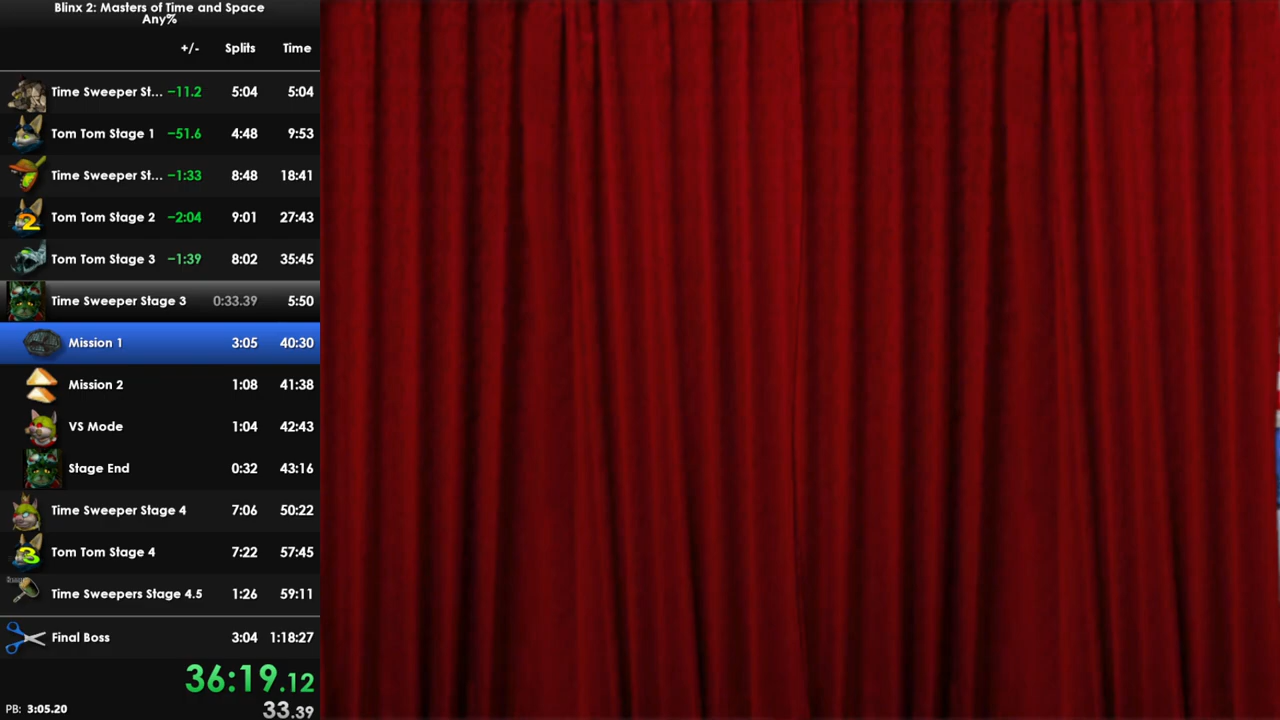 Blinx 2: Masters of Time and Space
Any%
+/- Splits Time
Time Sweeper St... −11.2 5:04 5:04
Tom Tom Stage 1 −51.6 4:48 9:53
Time Sweeper St... −1:33 8:48 18:41
Tom Tom Stage 2 −2:04 9:01 27:43
Tom Tom Stage 3 −1:39 8:02 35:45
Time Sweeper Stage 3 0:33.39 5:50
Mission 1 3:05 40:30
Mission 2 1:08 41:38
VS Mode 1:04 42:43
Stage End 0:32 43:16
Time Sweeper Stage 4 7:06 50:22
Tom Tom Stage 4 7:22 57:45
Time Sweepers Stage 4.5 1:26 59:11
Final Boss 3:04 1:18:27
36:19.12
PB: 3:05.20 33.39